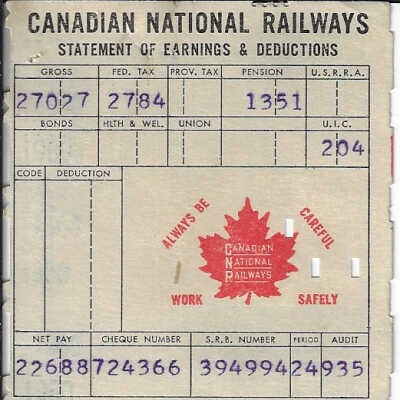 CANADIAN NATIONAL RAILWAYS
STATEMENT OF EARNINGS & DEDUCTIONS
GROSS FED. TAX PROV. TAX PENSION U.S.R.R.A.
27027 2784 1351
BONDS HLTH & WEL. UNION U.I.C.
204
CODE DEDUCTION
ALWAYS BE CAREFUL
CANADIAN
NATIONAL
RAILWAYS
WORK SAFELY
NET PAY CHEQUE NUMBER S.R.B. NUMBER PERIOD AUDIT
22688 724366 394994 24 935